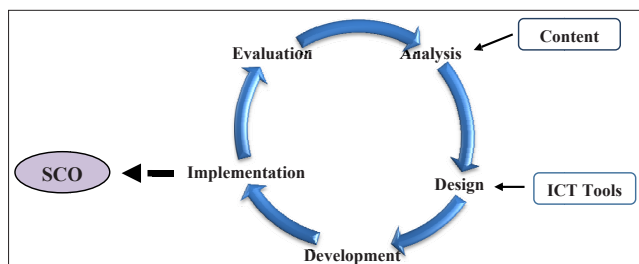 Evaluation
Analysis
Content
SCO
Implementation
Design
ICT Tools
Development